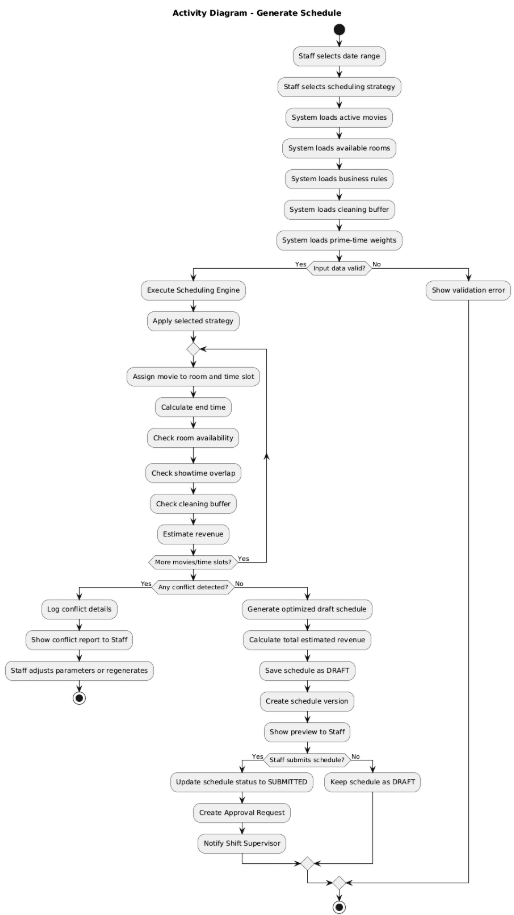 Activity Diagram - Generate Schedule
Staff selects date range
Staff selects scheduling strategy
System loads active movies
System loads available rooms
System loads business rules
System loads cleaning buffer
System loads prime-time weights
Yes
Input data valid?
No
Execute Scheduling Engine
Show validation error
Apply selected strategy
Assign movie to room and time slot
Calculate end time
Check room availability
Check showtime overlap
Check cleaning buffer
Estimate revenue
More movies/time slots?
Yes
Yes
Any conflict detected?
No
Log conflict details
Generate optimized draft schedule
Show conflict report to Staff
Calculate total estimated revenue
Staff adjusts parameters or regenerates
Save schedule as DRAFT
Create schedule version
Show preview to Staff
Yes
Staff submits schedule?
No
Update schedule status to SUBMITTED
Keep schedule as DRAFT
Create Approval Request
Notify Shift Supervisor